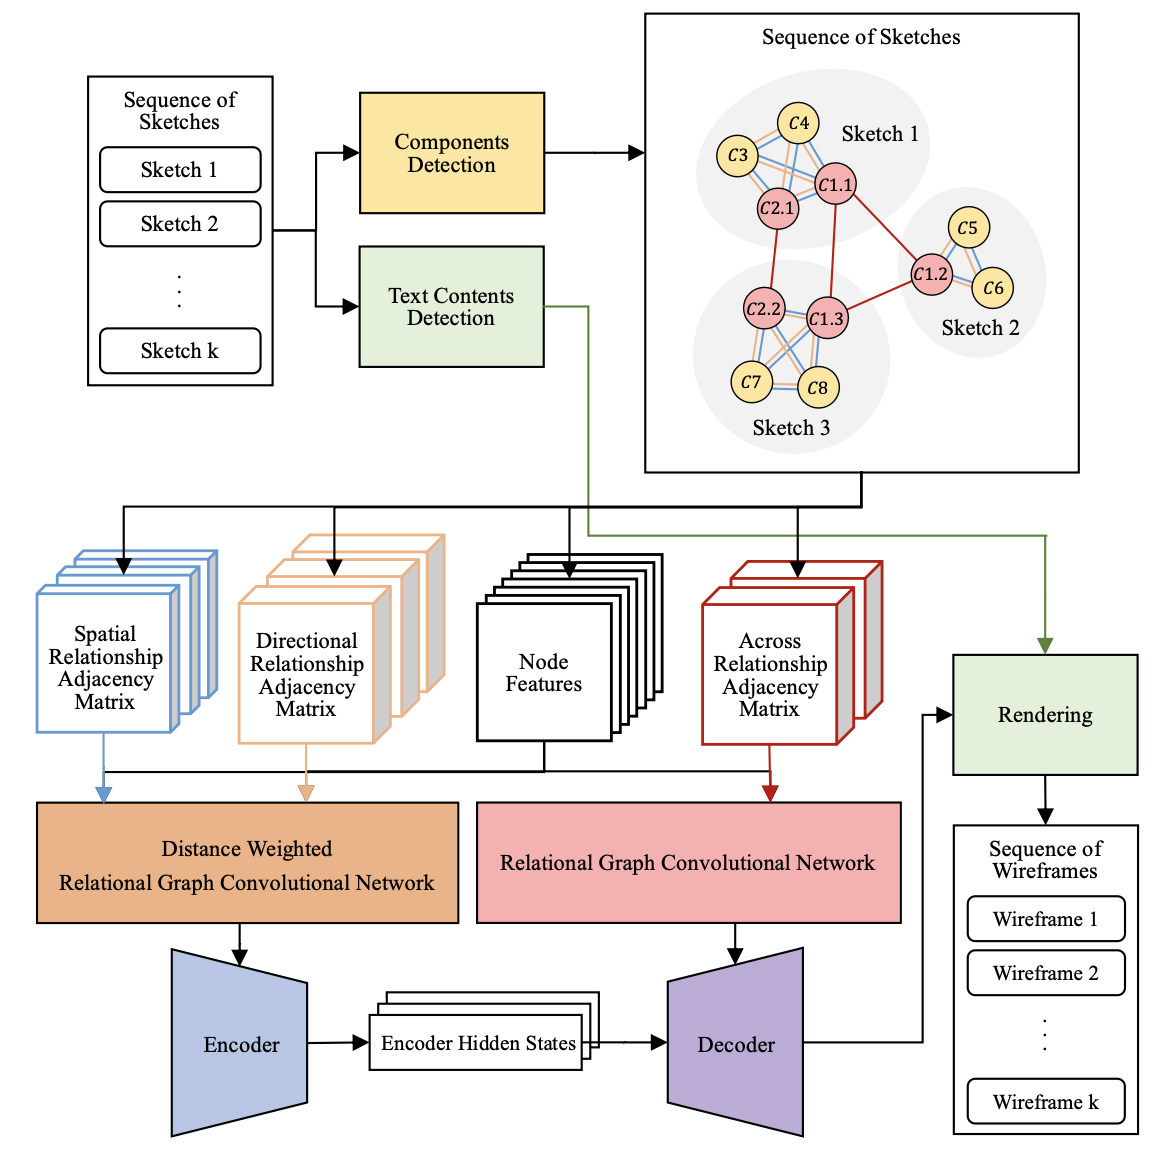 Sequence of
Sketches
Sketch 1
Sketch 2
Sketch k
Components
Detection
Text Contents
Detection
Sequence of Sketches
C4
Sketch 1
C3
C1.1
C2.1
C5
C1.2
C6
Sketch 2
C2.2
C1.3
C7
C8
Sketch 3
Spatial
Relationship
Adjacency
Matrix
Directional
Relationship
Adjacency
Matrix
Node
Features
Across
Relationship
Adjacency
Matrix
Rendering
Distance Weighted
Relational Graph Convolutional Network
Relational Graph Convolutional Network
Encoder
Encoder Hidden States
Decoder
Sequence of
Wireframes
Wireframe 1
Wireframe 2
Wireframe k